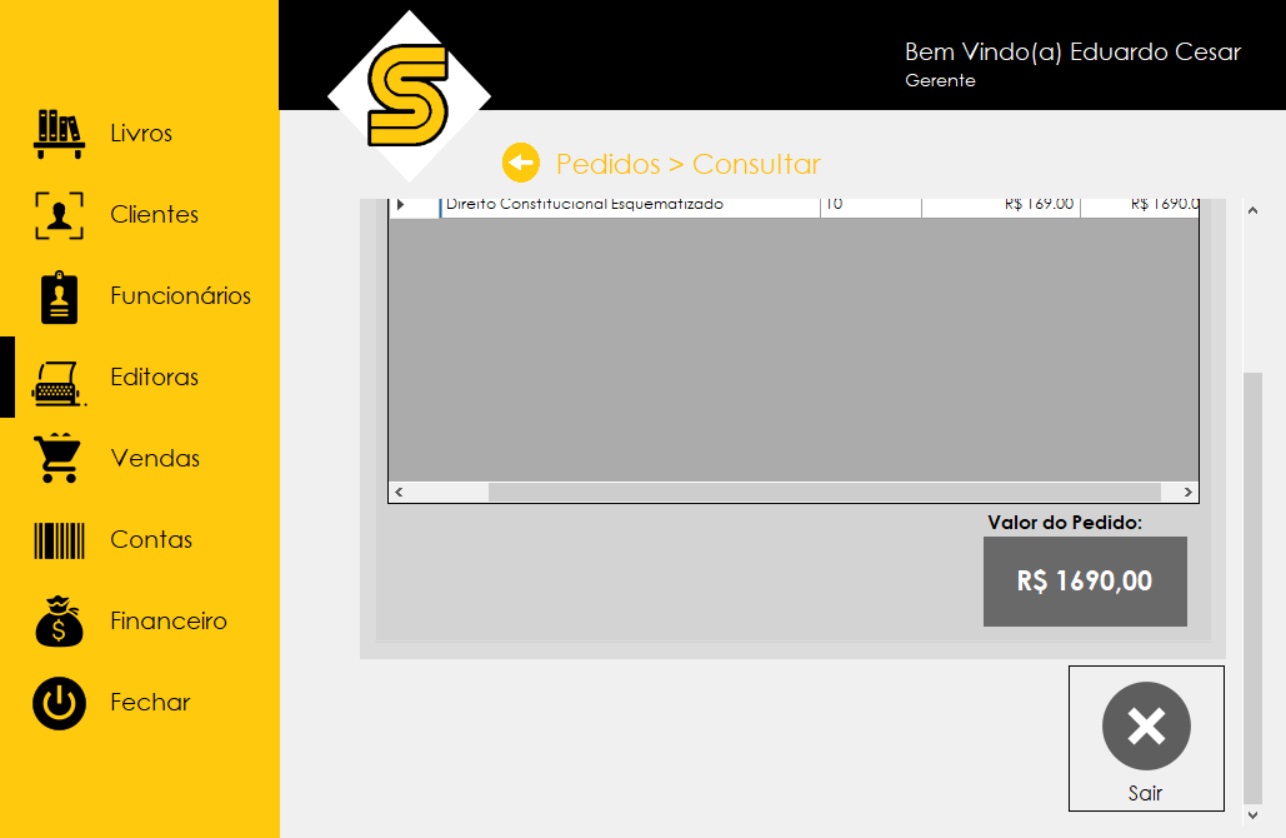 Bem Vindo(a) Eduardo Cesar
Gerente
S
Livros
Clientes
Funcionários
Editoras
Vendas
Contas
Financeiro
Fechar
Pedidos > Consultar
Direito Constitucional Esquematizado 10 R$ 169.00 R$ 1690.0
Valor do Pedido:
R$ 1690,00
Sair